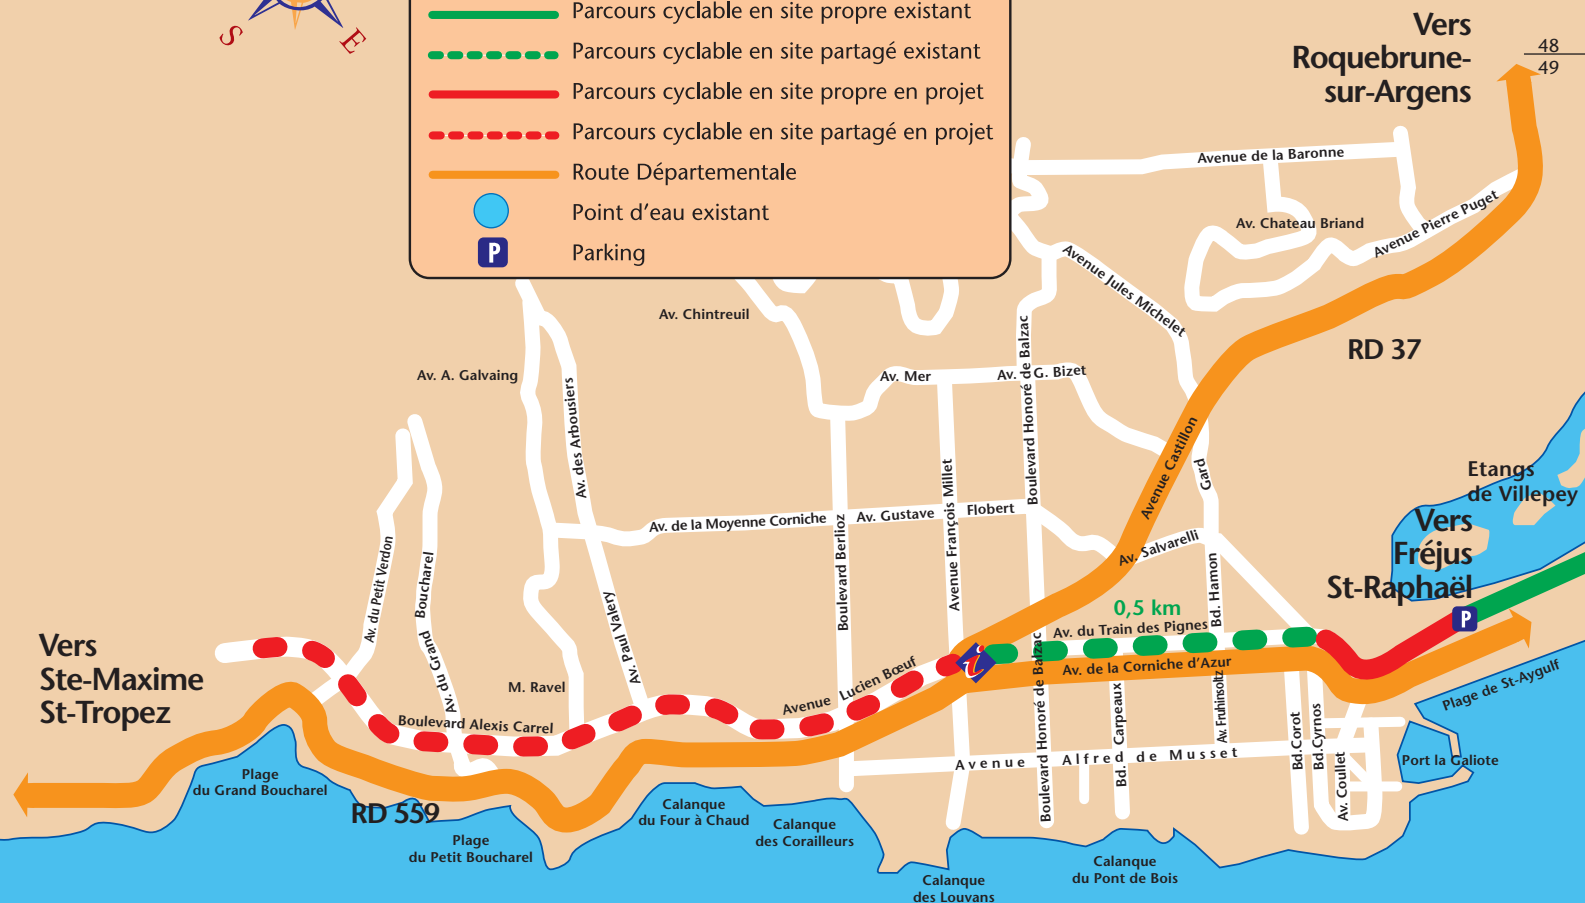 S
E
Parcours cyclable en site propre existant
Parcours cyclable en site partagé existant
Parcours cyclable en site propre en projet
Parcours cyclable en site partagé en projet
Route Départementale
Point d'eau existant
P
Parking
Vers
Roquebrune-
sur-Argens
48
49
Avenue de la Baronne
Av. Chateau Briand
Avenue Pierre Puget
Avenue Jules Michelet
Av. Chintreuil
RD 37
Av. A. Galvaing
Av. des Arbousiers
Av. Mer
Av. G. Bizet
Boulevard Honoré de Balzac
Avenue Castillon
Gard
Etangs
de Villepey
Av. de la Moyenne Corniche
Av. Gustave Flobert
Avenue François Millet
Boulevard Berlioz
Av. Salvarelli
Bd. Hamon
Vers
Fréjus
St-Raphaël
P
Av. du Petit Verdon
Av. du Grand Boucharel
Av. Paul Valery
0,5 km
Av. du Train des Pignes
Av. de la Corniche d'Azur
Vers
Ste-Maxime
St-Tropez
M. Ravel
Avenue Lucien Bœuf
i
Boulevard Alexis Carrel
Boulevard Honoré de Balzac
Bd. Carpeaux
Av. Fruhinsoltz
Bd.Corot
Bd.Cyrnos
Av. Coullet
Plage de St-Aygulf
Avenue Alfred de Musset
Port la Galiote
Plage
du Grand Boucharel
RD 559
Plage
du Petit Boucharel
Calanque
du Four à Chaud
Calanque
des Corailleurs
Calanque
des Louvans
Calanque
du Pont de Bois